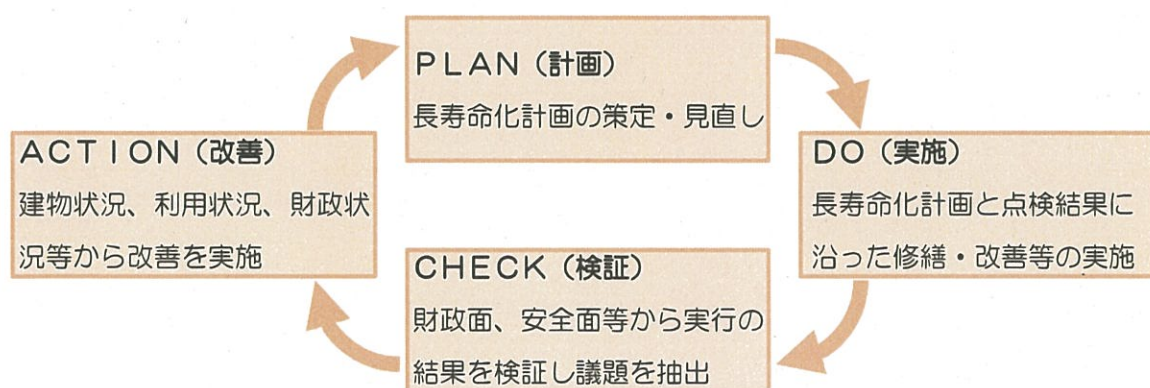 PLAN（計画）
長寿命化計画の策定・見直し
DO（実施）
長寿命化計画と点検結果に
沿った修繕・改善等の実施
CHECK（検証）
財政面、安全面等から実行の
結果を検証し議題を抽出
ACTION（改善）
建物状況、利用状況、財政状
況等から改善を実施